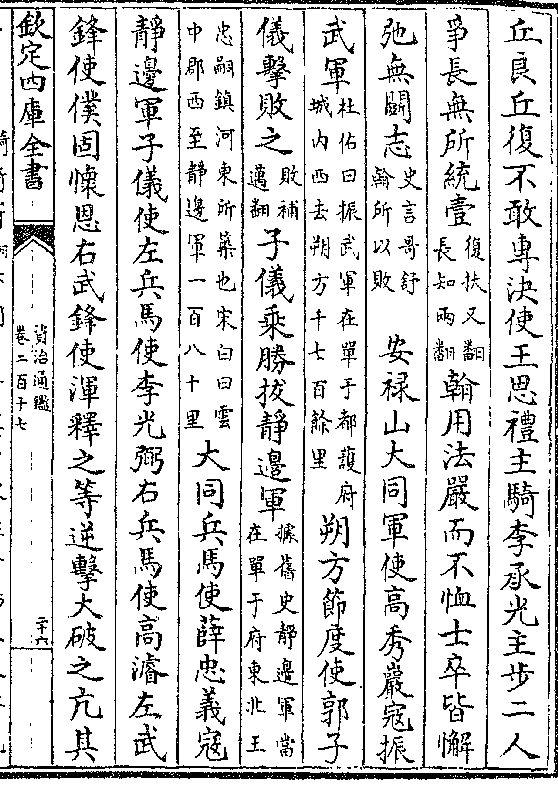 丘良丘復不敢專決使王思禮主騎李承光主步二人
爭長無所統壹復扶又翻長知兩翻翰用法嚴而不恤士卒皆懈
弛無鬭志史言哥舒翰所以敗 安禄山大同軍使高秀巖寇振
武軍杜佑曰振武軍在單于都護府城内西去朔方千七百餘里朔方節度使郭子
儀擊敗之敗補邁翻子儀乘勝拔靜邊軍據舊史靜邊軍當在單于府東北王
忠嗣鎮河東所築也宋白曰雲中郡西至靜邊軍一百八十里大同兵馬使薛忠義寇
靜邊軍子儀使左兵馬使李光弼右兵馬使高濬左武
鋒使僕固懷恩右武鋒使渾釋之等逆擊大破之亢其
欽定四庫全書
資治通鑑
卷二百十七
二十六